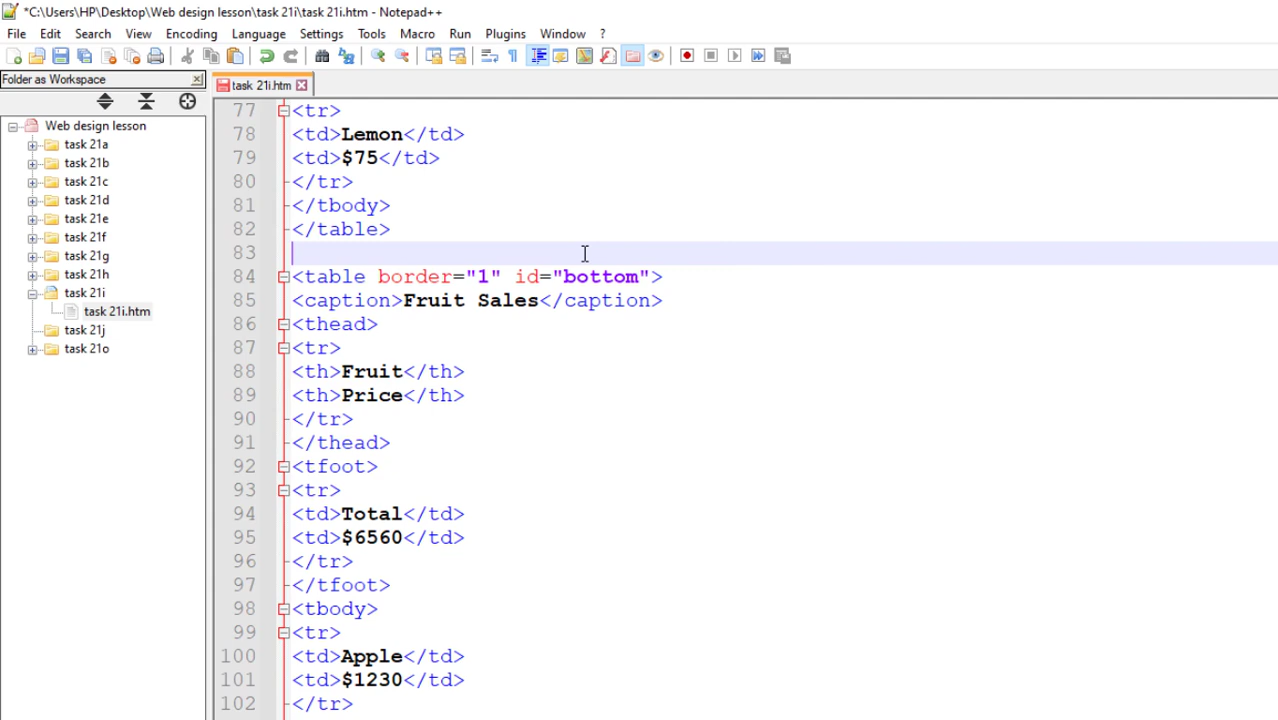 *C:\Users\HP\Desktop\Web design lesson\task 21i\task 21i.htm - Notepad++
File Edit Search View Encoding Language Settings Tools Macro Run Plugins Window ?
Folder as Workspace
task 21i.htm
Web design lesson
task 21a
task 21b
task 21c
task 21d
task 21e
task 21f
task 21g
task 21h
task 21i
task 21i.htm
task 21j
task 21o
77 <tr>
78 <td>Lemon</td>
79 <td>$75</td>
80 </tr>
81 </tbody>
82 </table>
83
84 <table border="1" id="bottom">
85 <caption>Fruit Sales</caption>
86 <thead>
87 <tr>
88 <th>Fruit</th>
89 <th>Price</th>
90 </tr>
91 </thead>
92 <tfoot>
93 <tr>
94 <td>Total</td>
95 <td>$6560</td>
96 </tr>
97 </tfoot>
98 <tbody>
99 <tr>
100 <td>Apple</td>
101 <td>$1230</td>
102 </tr>